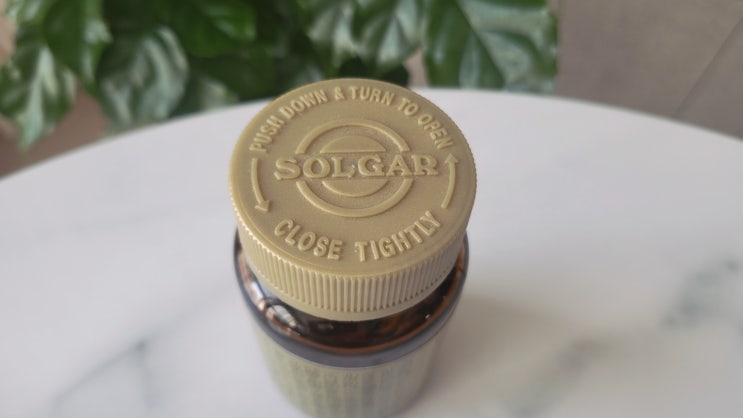 PUSH DOWN & TURN TO OPEN
SOLGAR
CLOSE TIGHTLY